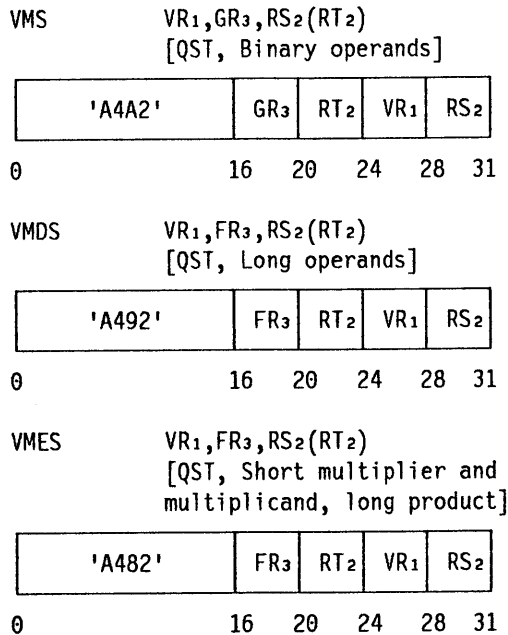 VMS VR₁,GR₃,RS₂(RT₂)
[QST, Binary operands]
'A4A2' GR₃ RT₂ VR₁ RS₂
0 16 20 24 28 31
VMDS VR₁,FR₃,RS₂(RT₂)
[QST, Long operands]
'A492' FR₃ RT₂ VR₁ RS₂
0 16 20 24 28 31
VMES VR₁,FR₃,RS₂(RT₂)
[QST, Short multiplier and
multiplicand, long product]
'A482' FR₃ RT₂ VR₁ RS₂
0 16 20 24 28 31